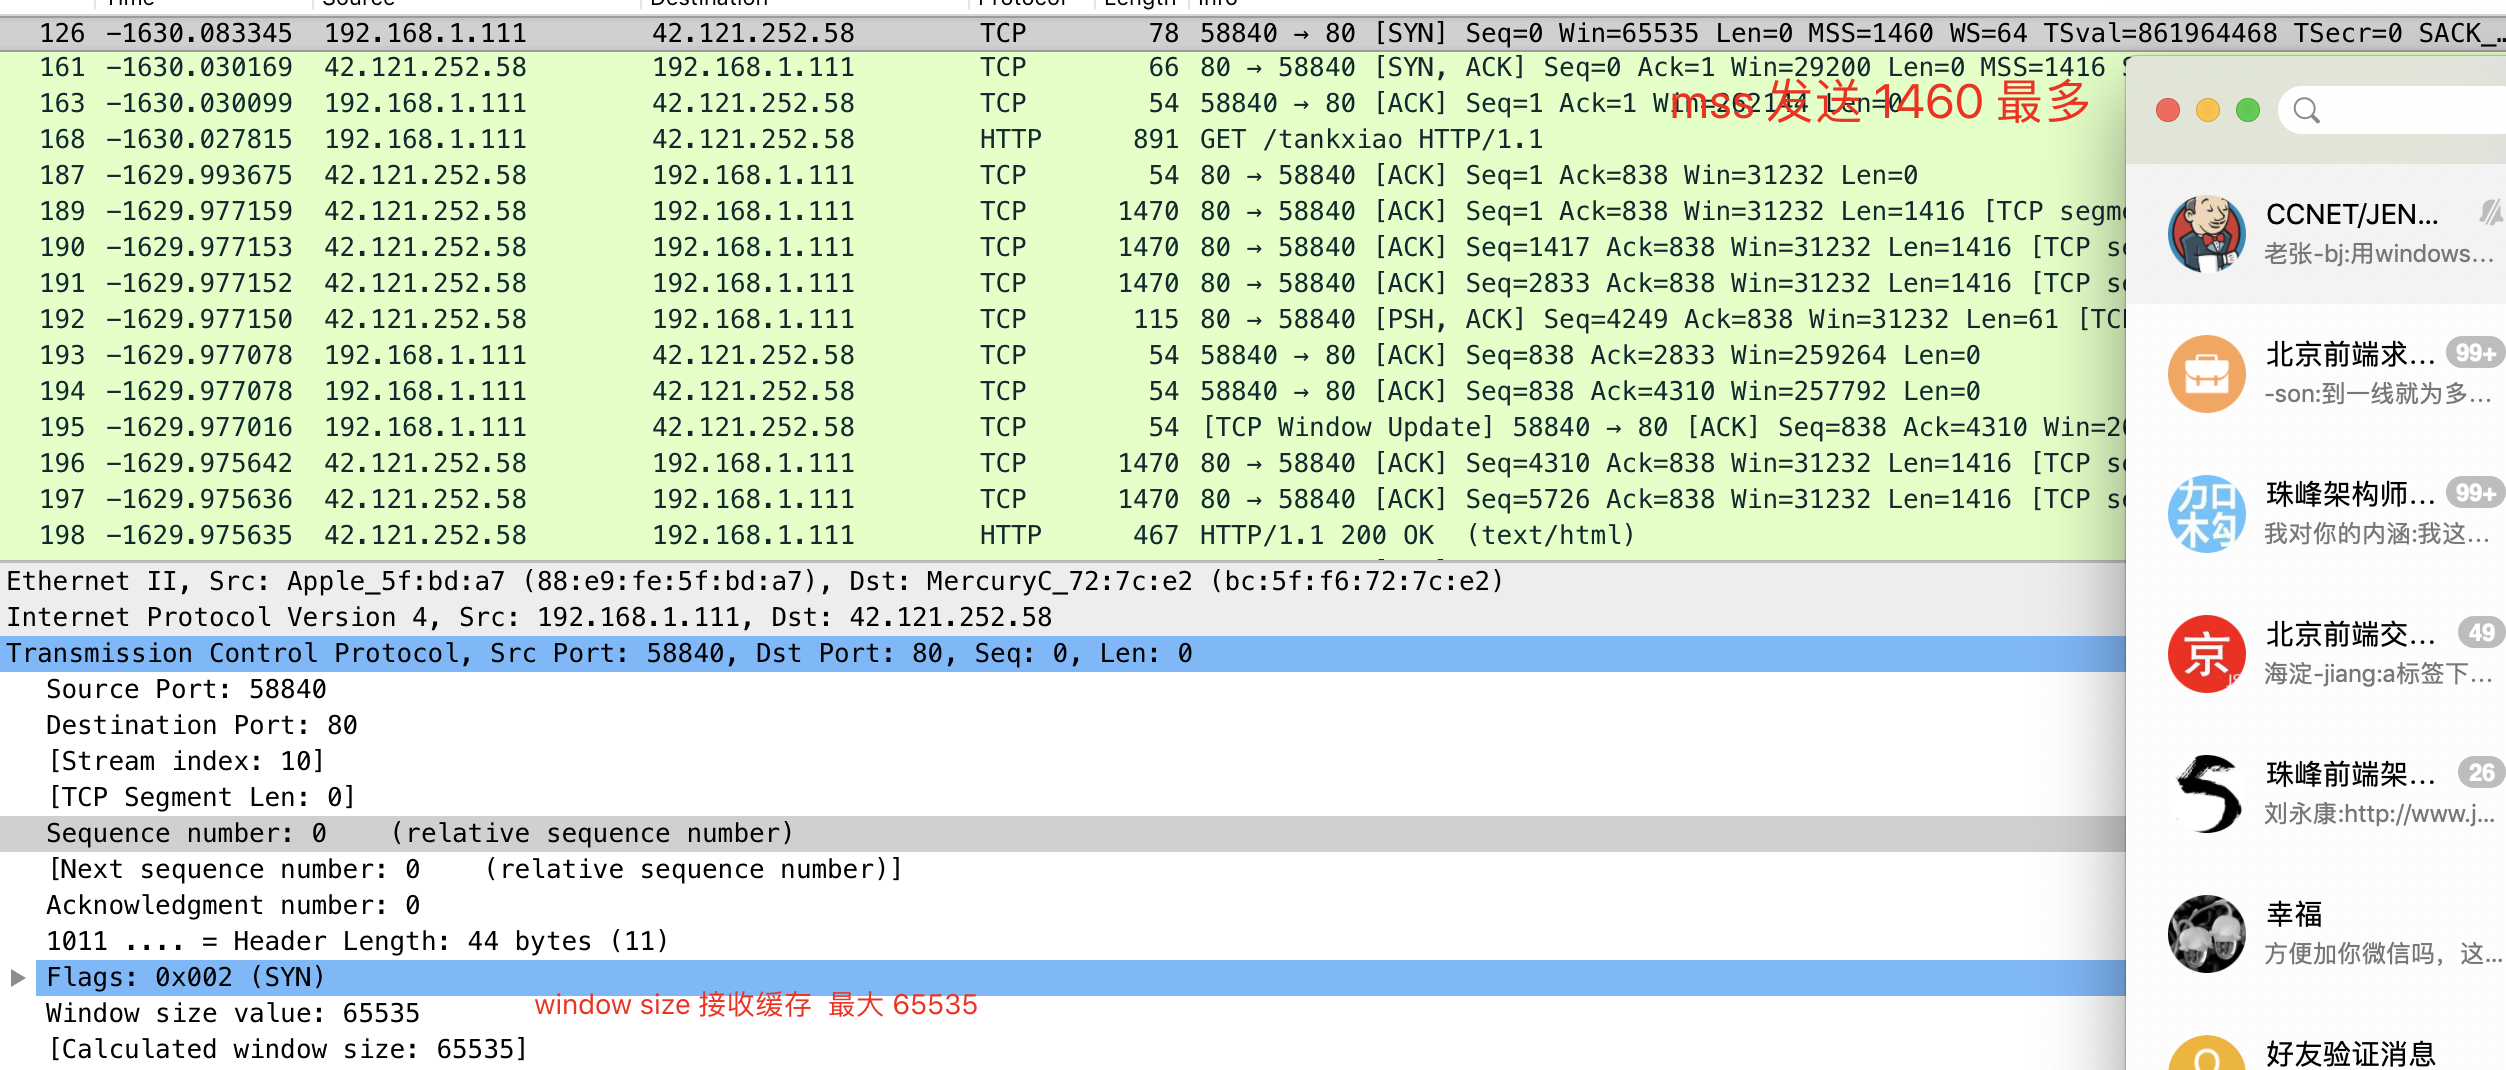 Time Source Destination Protocol Length Info
126 -1630.083345 192.168.1.111 42.121.252.58 TCP 78 58840 → 80 [SYN] Seq=0 Win=65535 Len=0 MSS=1460 WS=64 TSval=861964468 TSecr=0 SACK_…
161 -1630.030169 42.121.252.58 192.168.1.111 TCP 66 80 → 58840 [SYN, ACK] Seq=0 Ack=1 Win=29200 Len=0 MSS=1416 S
163 -1630.030099 192.168.1.111 42.121.252.58 TCP 54 58840 → 80 [ACK] Seq=1 Ack=1 Win=262144 Len=0
mss 发送 1460 最多
168 -1630.027815 192.168.1.111 42.121.252.58 HTTP 891 GET /tankxiao HTTP/1.1
187 -1629.993675 42.121.252.58 192.168.1.111 TCP 54 80 → 58840 [ACK] Seq=1 Ack=838 Win=31232 Len=0
189 -1629.977159 42.121.252.58 192.168.1.111 TCP 1470 80 → 58840 [ACK] Seq=1 Ack=838 Win=31232 Len=1416 [TCP segme
190 -1629.977153 42.121.252.58 192.168.1.111 TCP 1470 80 → 58840 [ACK] Seq=1417 Ack=838 Win=31232 Len=1416 [TCP se
191 -1629.977152 42.121.252.58 192.168.1.111 TCP 1470 80 → 58840 [ACK] Seq=2833 Ack=838 Win=31232 Len=1416 [TCP se
192 -1629.977150 42.121.252.58 192.168.1.111 TCP 115 80 → 58840 [PSH, ACK] Seq=4249 Ack=838 Win=31232 Len=61 [TC
193 -1629.977078 192.168.1.111 42.121.252.58 TCP 54 58840 → 80 [ACK] Seq=838 Ack=2833 Win=259264 Len=0
194 -1629.977078 192.168.1.111 42.121.252.58 TCP 54 58840 → 80 [ACK] Seq=838 Ack=4310 Win=257792 Len=0
195 -1629.977016 192.168.1.111 42.121.252.58 TCP 54 [TCP Window Update] 58840 → 80 [ACK] Seq=838 Ack=4310 Win=26
196 -1629.975642 42.121.252.58 192.168.1.111 TCP 1470 80 → 58840 [ACK] Seq=4310 Ack=838 Win=31232 Len=1416 [TCP se
197 -1629.975636 42.121.252.58 192.168.1.111 TCP 1470 80 → 58840 [ACK] Seq=5726 Ack=838 Win=31232 Len=1416 [TCP se
198 -1629.975635 42.121.252.58 192.168.1.111 HTTP 467 HTTP/1.1 200 OK (text/html)
Ethernet II, Src: Apple_5f:bd:a7 (88:e9:fe:5f:bd:a7), Dst: MercuryC_72:7c:e2 (bc:5f:f6:72:7c:e2)
Internet Protocol Version 4, Src: 192.168.1.111, Dst: 42.121.252.58
Transmission Control Protocol, Src Port: 58840, Dst Port: 80, Seq: 0, Len: 0
Source Port: 58840
Destination Port: 80
[Stream index: 10]
[TCP Segment Len: 0]
Sequence number: 0 (relative sequence number)
[Next sequence number: 0 (relative sequence number)]
Acknowledgment number: 0
1011 .... = Header Length: 44 bytes (11)
Flags: 0x002 (SYN)
window size 接收缓存 最大 65535
Window size value: 65535
[Calculated window size: 65535]
CCNET/JEN...
老张-bj:用windows...
北京前端求... 99+
-son:到一线就为多...
力口
木勾
珠峰架构师... 99+
我对你的内涵:我这...
京
JS
北京前端交... 49
海淀-jiang:a标签下...
珠峰前端架... 26
刘永康:http://www.j...
幸福
方便加你微信吗，这...
好友验证消息